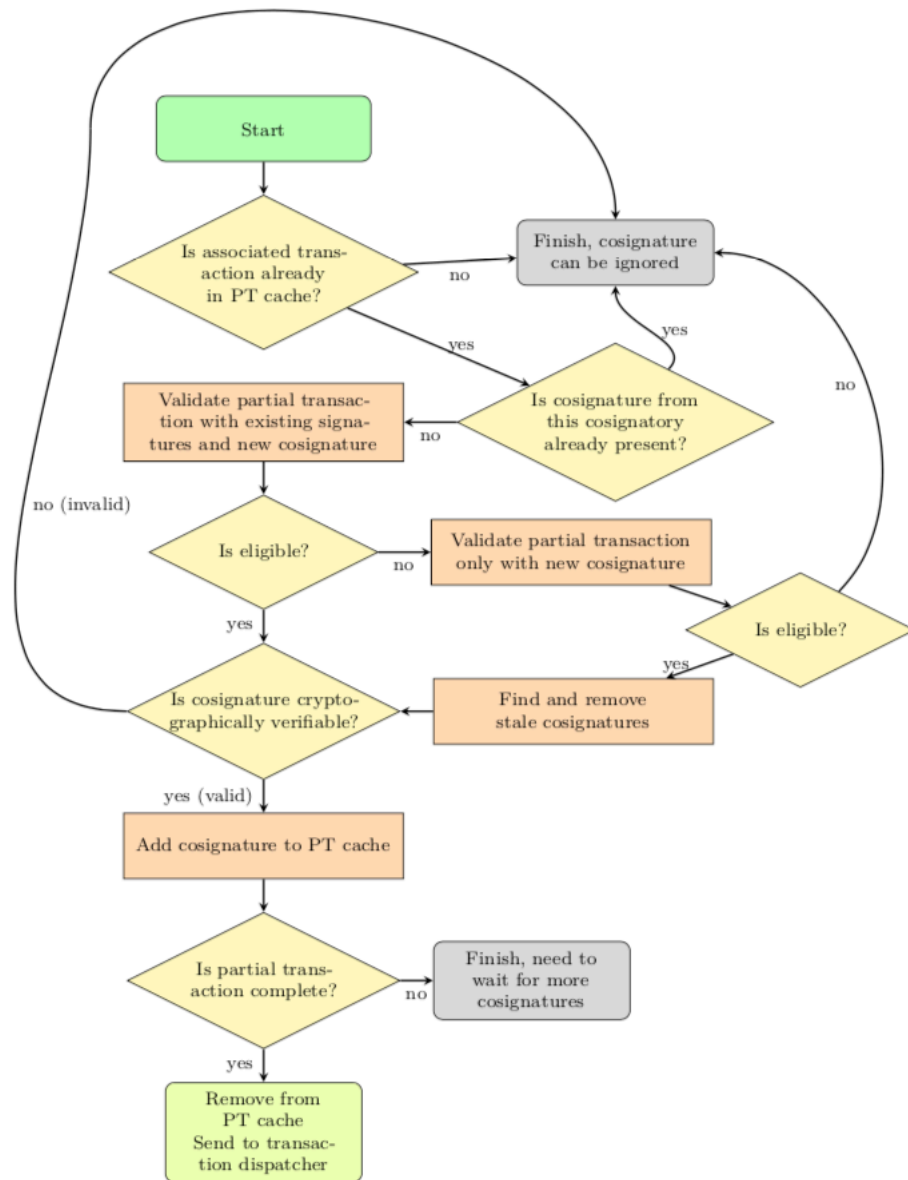 Start
Is associated trans-
action already
in PT cache?
no
Finish, cosignature
can be ignored
yes
yes
Is cosignature from
this cosignatory
already present?
no
no
Validate partial transac-
tion with existing signa-
tures and new cosignature
no (invalid)
Is eligible?
no
Validate partial transaction
only with new cosignature
yes
Is eligible?
yes
Find and remove
stale cosignatures
Is cosignature crypto-
graphically verifiable?
yes (valid)
Add cosignature to PT cache
Is partial trans-
action complete?
no
Finish, need to
wait for more
cosignatures
yes
Remove from
PT cache
Send to transac-
tion dispatcher